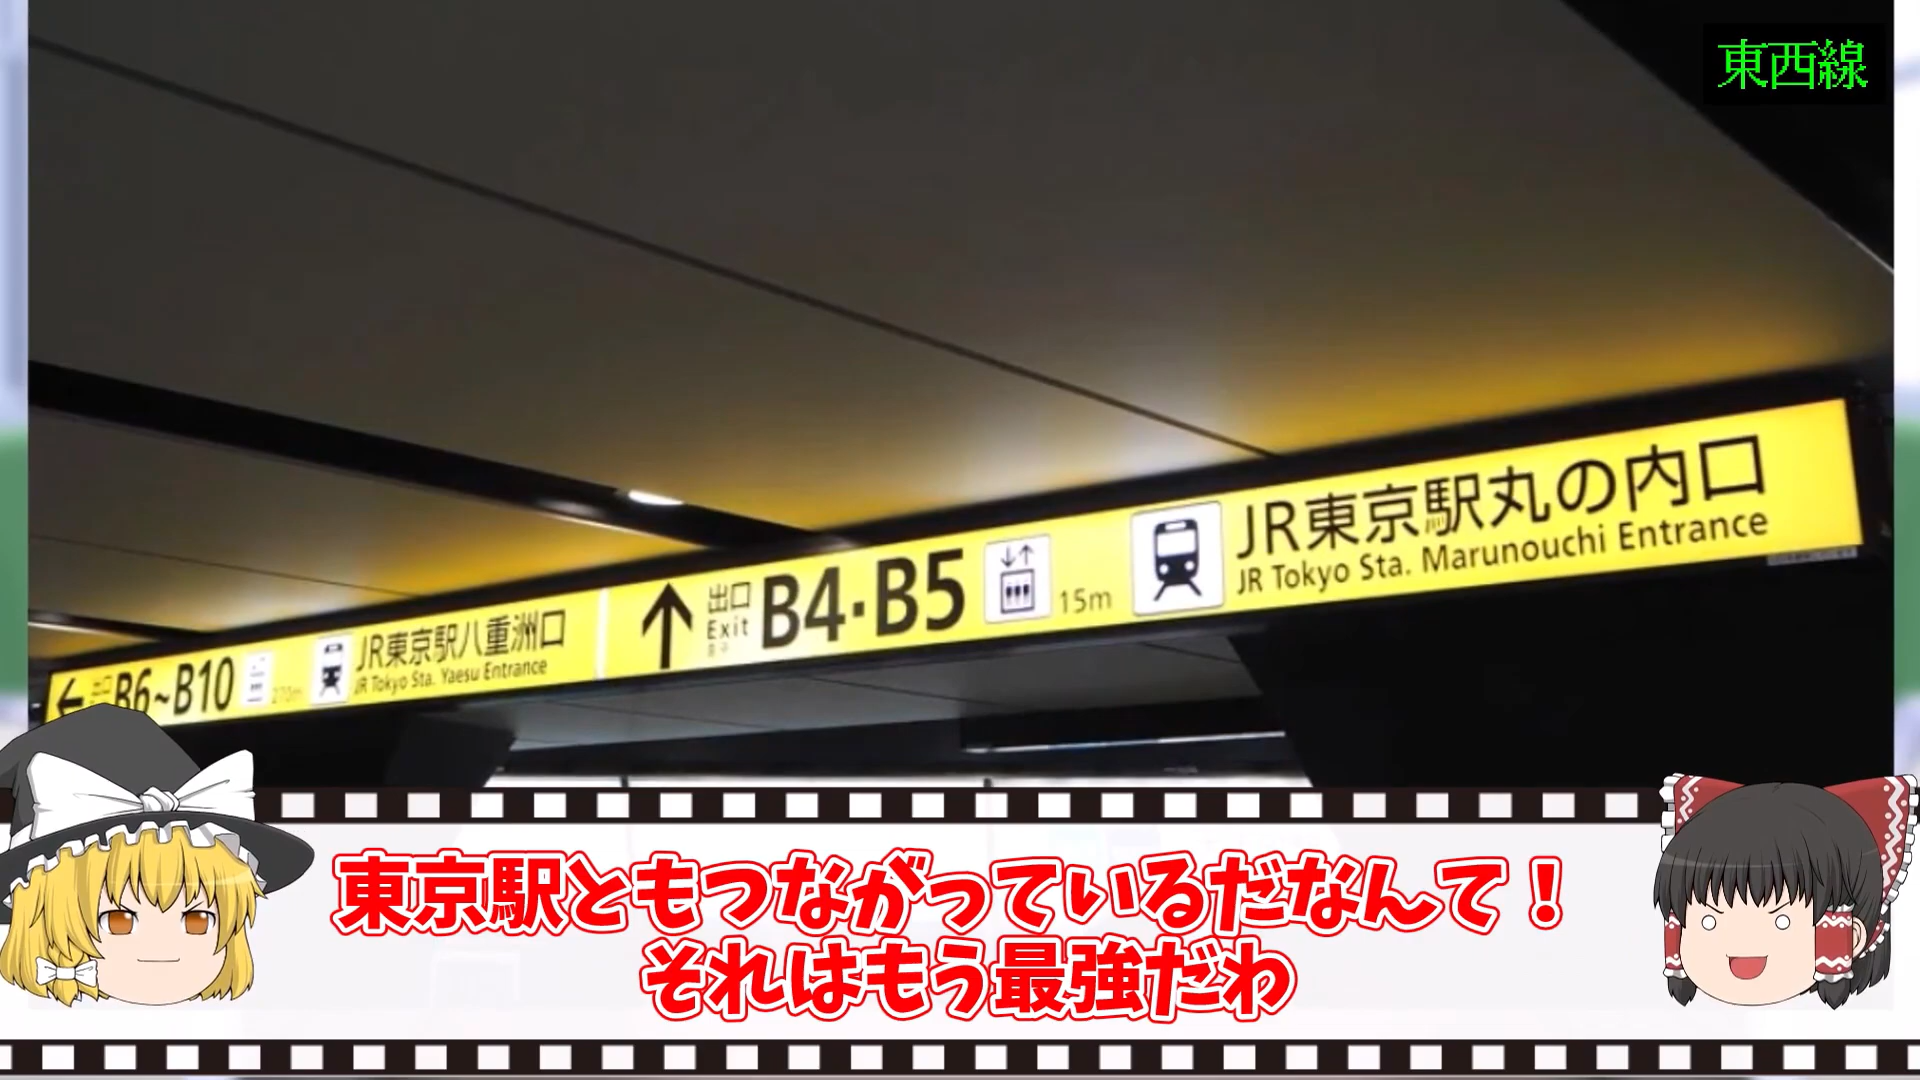 東西線
← 出口 B6~B10 270m JR東京駅八重洲口
JR Tokyo Sta. Yaesu Entrance
↑ 出口 B4・B5 15m JR東京駅丸の内口
Exit JR Tokyo Sta. Marunouchi Entrance
東京駅ともつながっているだなんて！
それはもう最強だわ